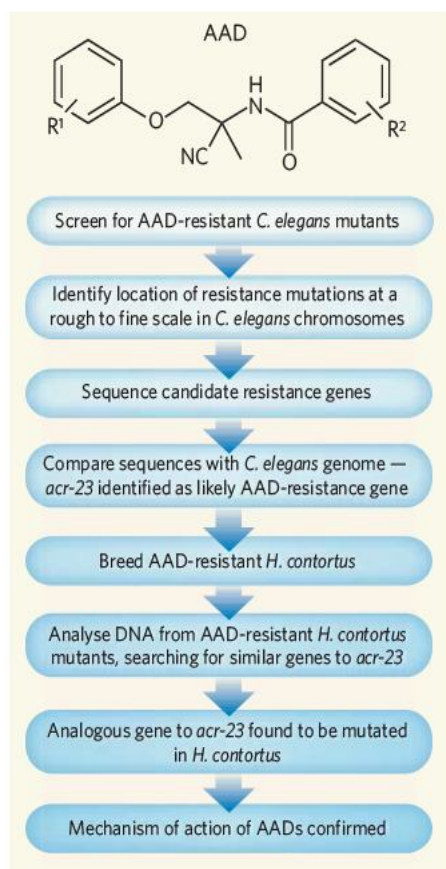 AAD
H
N
R¹
O
NC
O
R²
Screen for AAD-resistant C. elegans mutants
Identify location of resistance mutations at a
rough to fine scale in C. elegans chromosomes
Sequence candidate resistance genes
Compare sequences with C. elegans genome —
acr-23 identified as likely AAD-resistance gene
Breed AAD-resistant H. contortus
Analyse DNA from AAD-resistant H. contortus
mutants, searching for similar genes to acr-23
Analogous gene to acr-23 found to be mutated
in H. contortus
Mechanism of action of AADs confirmed